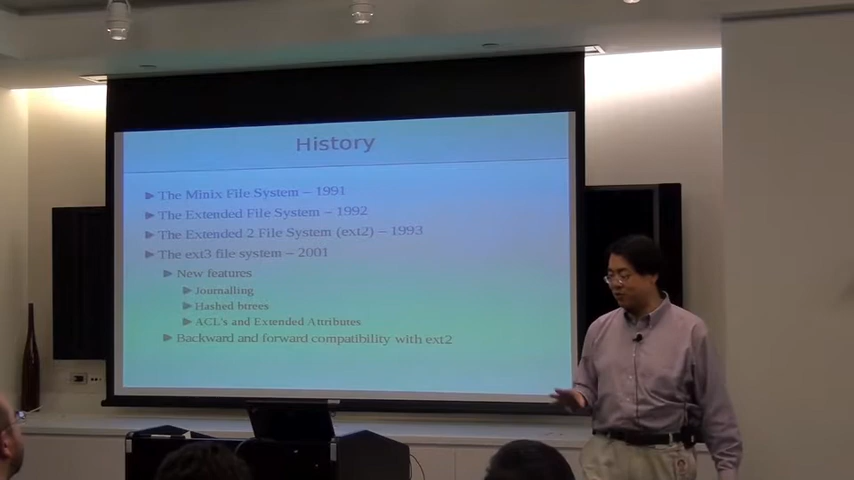 History
The Minix File System – 1991
The Extended File System – 1992
The Extended 2 File System (ext2) – 1993
The ext3 file system – 2001
New features
Journalling
Hashed btrees
ACL's and Extended Attributes
Backward and forward compatibility with ext2